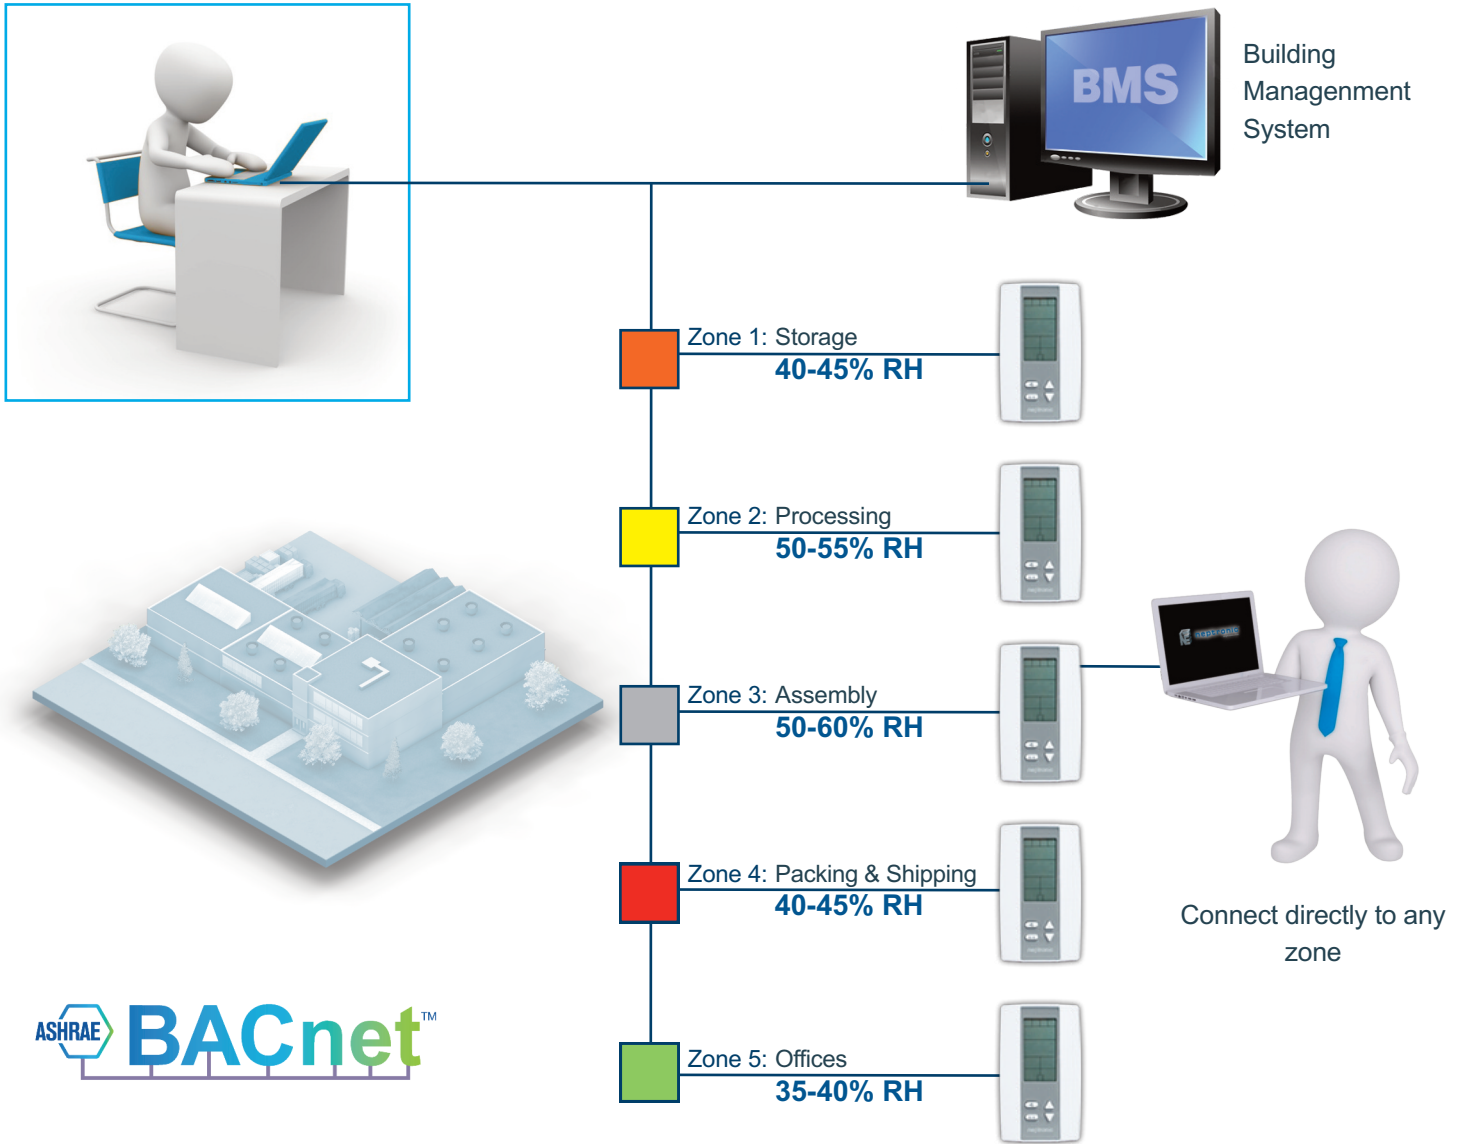 BMS
Building
Managenment
System
Zone 1: Storage
40-45% RH
Zone 2: Processing
50-55% RH
neptronic
Zone 3: Assembly
50-60% RH
Zone 4: Packing & Shipping
40-45% RH
Connect directly to any
zone
ASHRAE BACnet™
Zone 5: Offices
35-40% RH